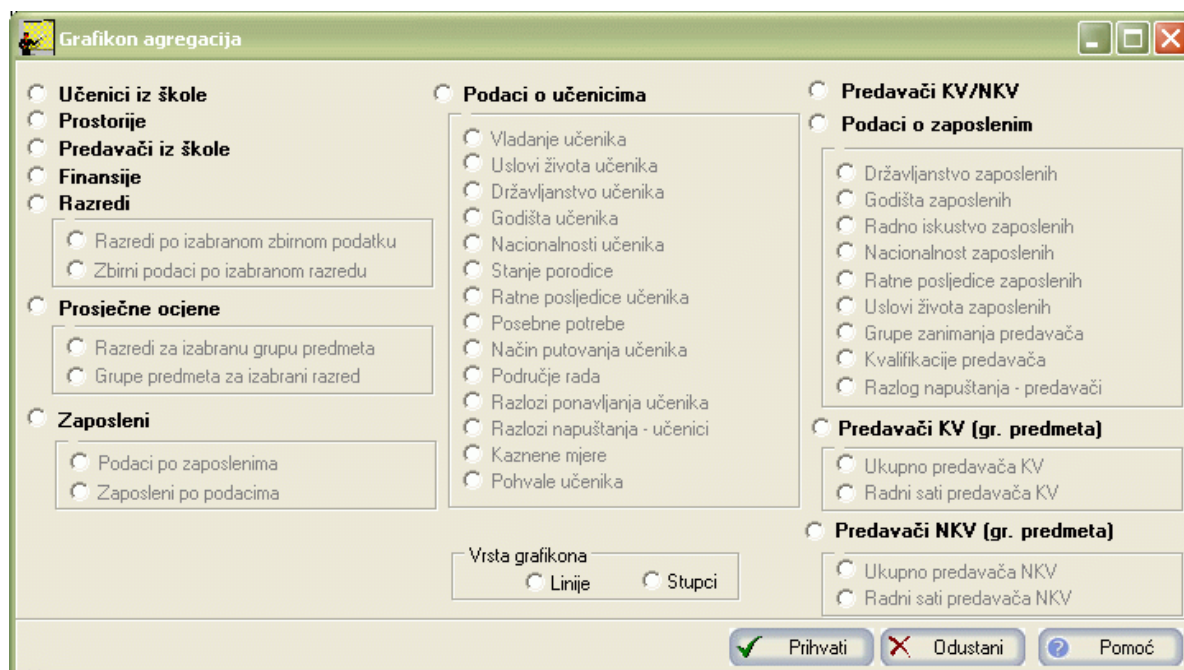 Grafikon agregacija
Učenici iz škole
Prostorije
Predavači iz škole
Finansije
Razredi
Razredi po izabranom zbirnom podatku
Zbirni podaci po izabranom razredu
Prosječne ocjene
Razredi za izabranu grupu predmeta
Grupe predmeta za izabrani razred
Zaposleni
Podaci po zaposlenima
Zaposleni po podacima
Podaci o učenicima
Vladanje učenika
Uslovi života učenika
Državljanstvo učenika
Godišta učenika
Nacionalnosti učenika
Stanje porodice
Ratne posljedice učenika
Posebne potrebe
Način putovanja učenika
Područje rada
Razlozi ponavljanja učenika
Razlozi napuštanja - učenici
Kaznene mjere
Pohvale učenika
Vrsta grafikona
Linije Stupci
Predavači KV/NKV
Podaci o zaposlenim
Državljanstvo zaposlenih
Godišta zaposlenih
Radno iskustvo zaposlenih
Nacionalnost zaposlenih
Ratne posljedice zaposlenih
Uslovi života zaposlenih
Grupe zanimanja predavača
Kvalifikacije predavača
Razlog napuštanja - predavači
Predavači KV (gr. predmeta)
Ukupno predavača KV
Radni sati predavača KV
Predavači NKV (gr. predmeta)
Ukupno predavača NKV
Radni sati predavača NKV
Prihvati Odustani Pomoć